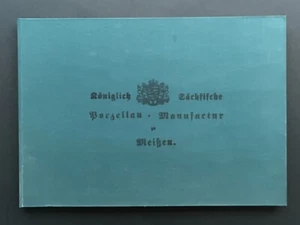 Königlich Sächsische
Porzellan-Manufactur
zu
Meißen.